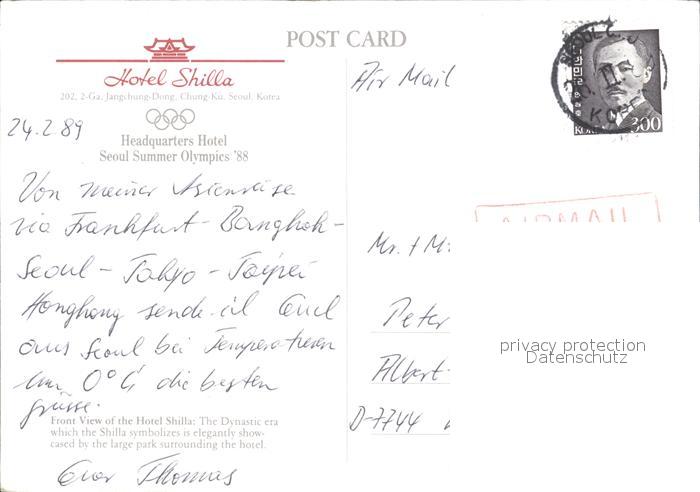 POST CARD
Hotel Shilla
202, 2-Ga, Jangchung-Dong, Chung-Ku, Seoul, Korea
Headquarters Hotel
Seoul Summer Olympics '88
24.2.89
Von meiner Asienreise
via Frankfurt - Bangkok -
Seoul - Tokyo - Taipei
Hongkong sende ich Euch
aus Seoul bei Temperaturen
um 0°C die besten
grüsse.
Front View of the Hotel Shilla: The Dynastic era
which the Shilla symbolizes is elegantly show-
cased by the large park surrounding the hotel.
Euer Thomas
Air Mail
SEOUL
KOREA
300
AIRMAIL
Mr. + M
Peter
Albert
D-7744
privacy protection
Datenschutz